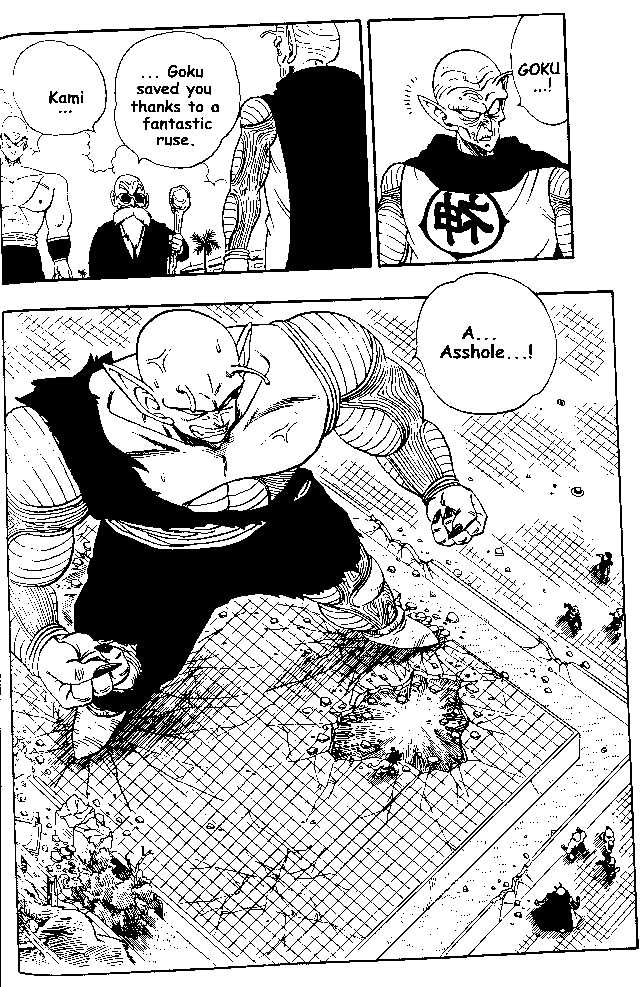 Kami
...
... Goku
saved you
thanks to a
fantastic
ruse.
GOKU
...!
A...
Asshole...!